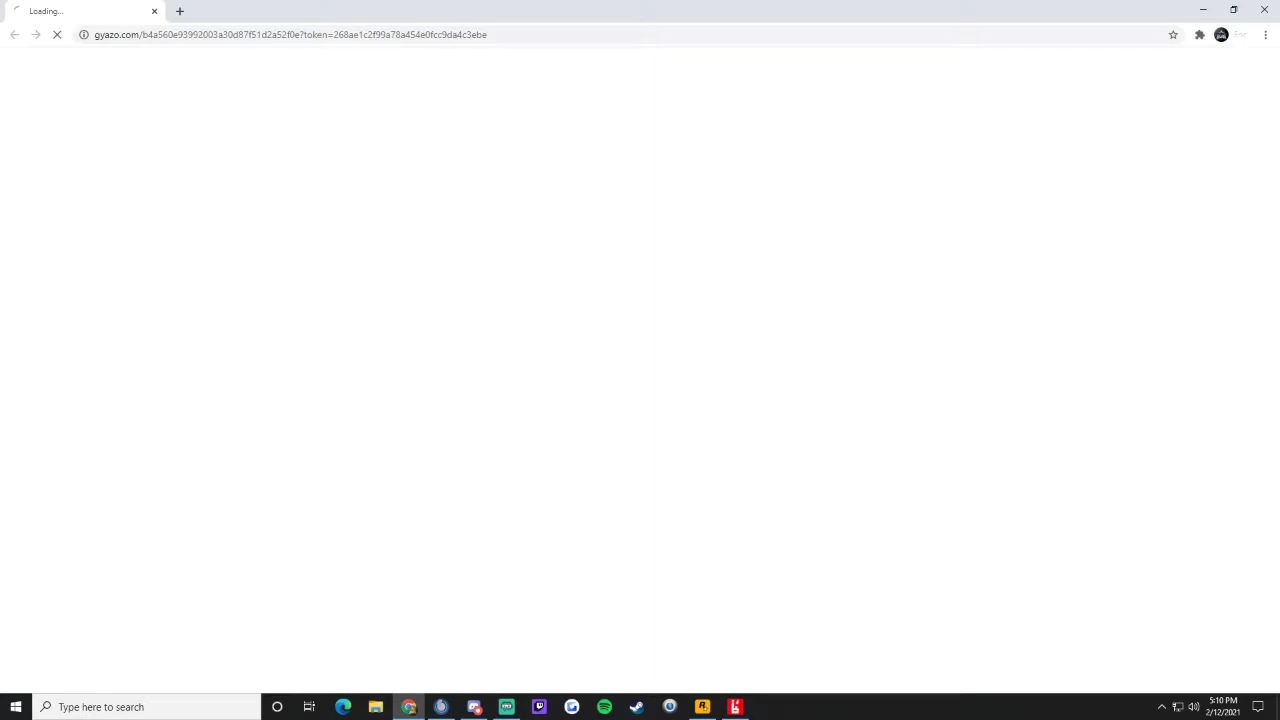 Loading...
gyazo.com/b4a560e93992003a30d87f51d2a52f0e?token=268ae1c2f99a78a454e0fcc9da4c3ebe
Type here to search
5:10 PM
2/12/2021